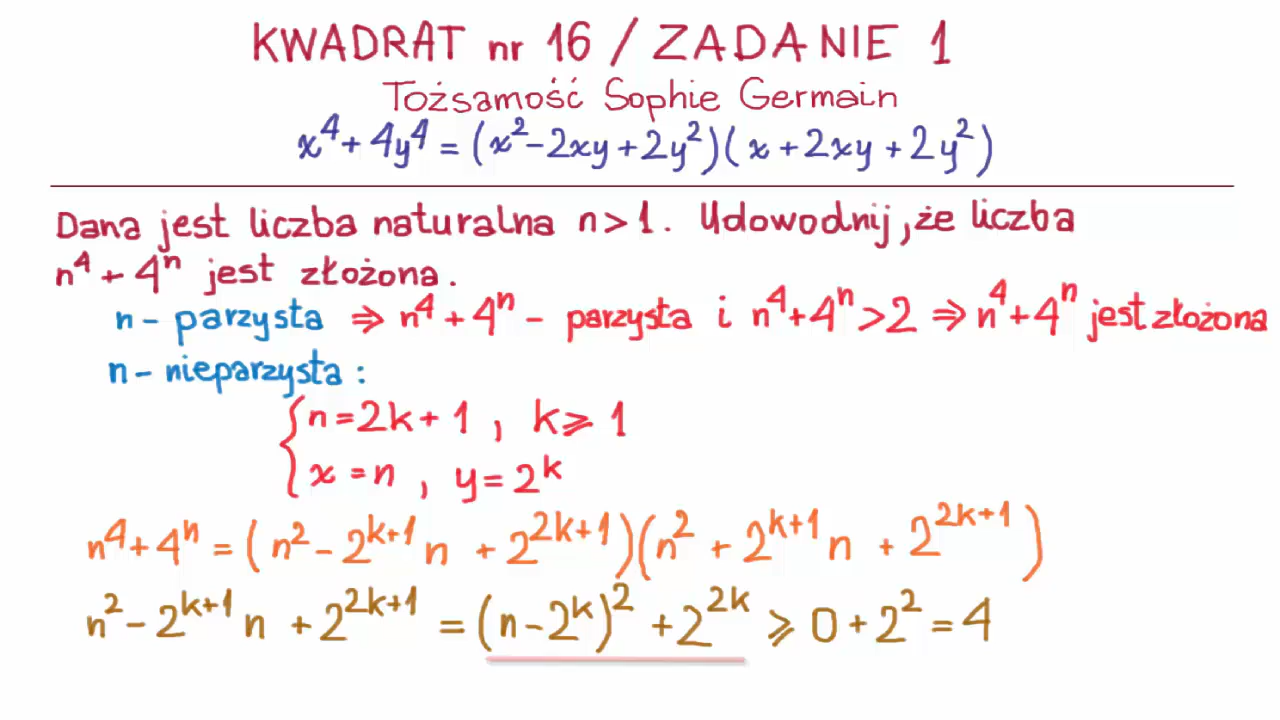 KWADRAT nr 16 / ZADANIE 1
Tożsamość Sophie Germain
x⁴ + 4y⁴ = (x² - 2xy + 2y²)(x + 2xy + 2y²)
Dana jest liczba naturalna n > 1. Udowodnij, że liczba
n⁴ + 4ⁿ jest złożona.
n - parzysta ⇒ n⁴ + 4ⁿ - parzysta i n⁴ + 4ⁿ > 2 ⇒ n⁴ + 4ⁿ jest złożona
n - nieparzysta :
{ n = 2k + 1 , k ⩾ 1
x = n , y = 2ᵏ
n⁴ + 4ⁿ = (n² - 2ᵏ⁺¹ n + 2²ᵏ⁺¹)(n² + 2ᵏ⁺¹ n + 2²ᵏ⁺¹)
n² - 2ᵏ⁺¹ n + 2²ᵏ⁺¹ = (n - 2ᵏ)² + 2²ᵏ ⩾ 0 + 2² = 4